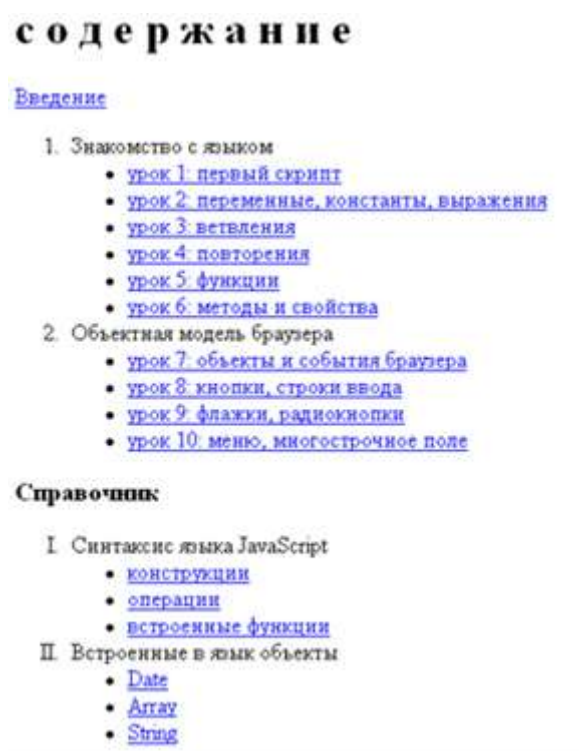 с о д е р ж а н и е
Введение
1. Знакомство с языком
• урок 1: первый скрипт
• урок 2: переменные, константы, выражения
• урок 3: ветвления
• урок 4: повторения
• урок 5: функции
• урок 6: методы и свойства
2. Объектная модель браузера
• урок 7: объекты и события браузера
• урок 8: кнопки, строки ввода
• урок 9: флажки, радиокнопки
• урок 10: меню, многострочное поле
Справочник
I. Синтаксис языка JavaScript
• конструкции
• операции
• встроенные функции
II. Встроенные в язык объекты
• Date
• Array
• String